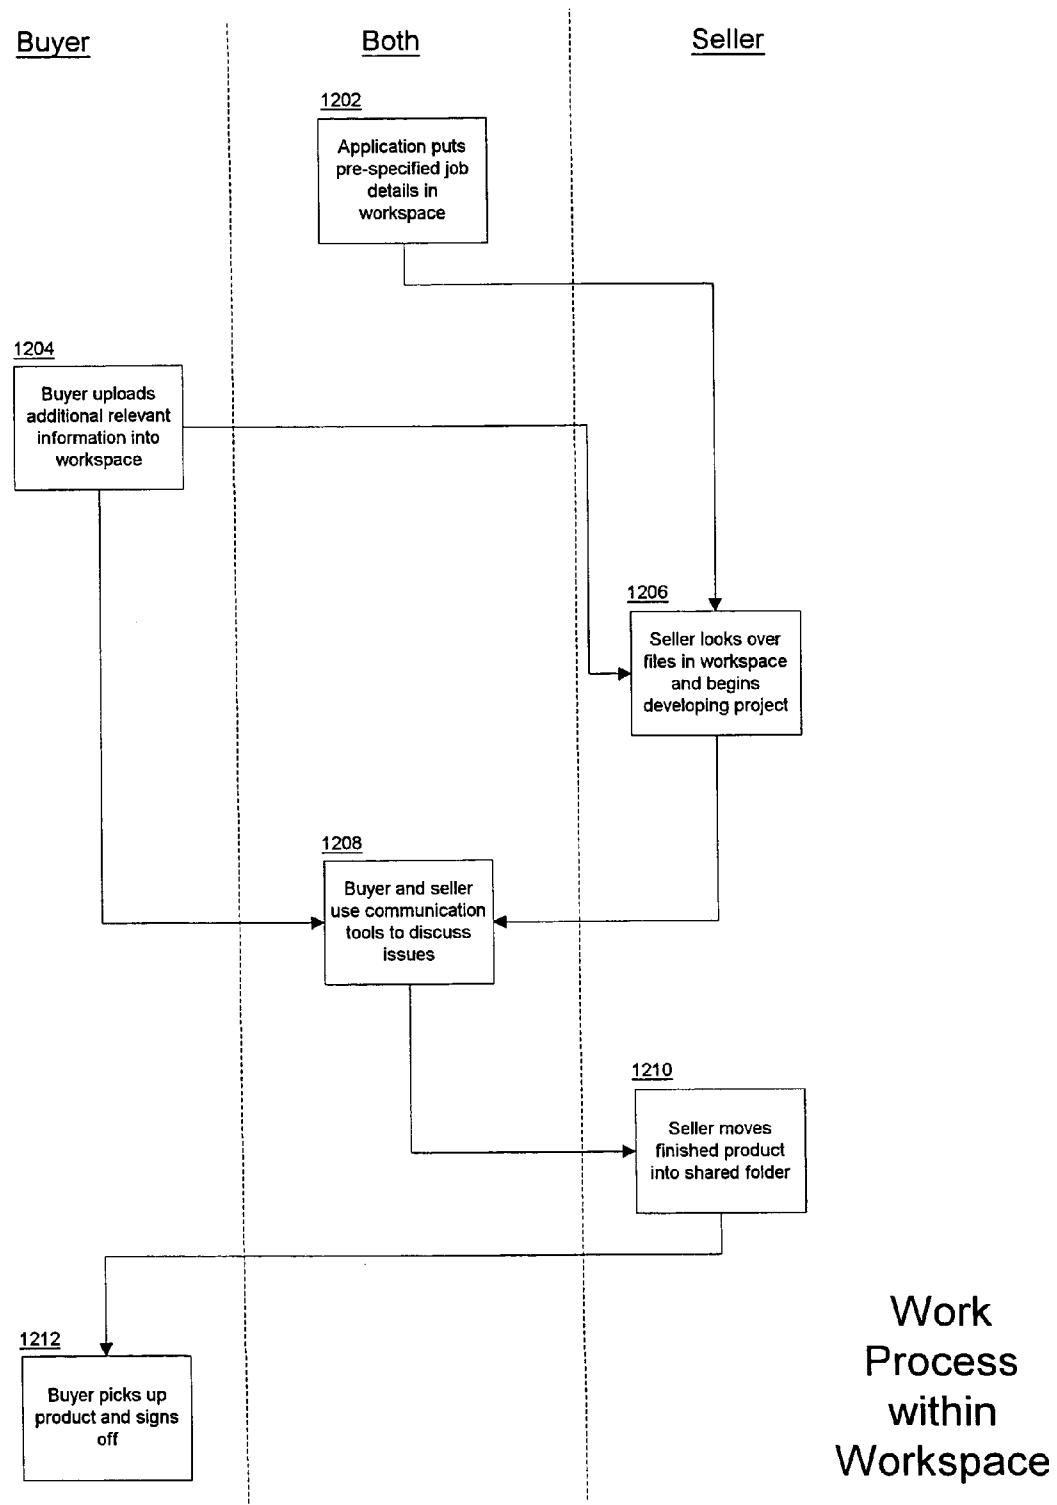 Buyer
Both
Seller
1202
Application puts
pre-specified job
details in
workspace
1204
Buyer uploads
additional relevant
information into
workspace
1206
Seller looks over
files in workspace
and begins
developing project
1208
Buyer and seller
use communication
tools to discuss
issues
1210
Seller moves
finished product
into shared folder
1212
Buyer picks up
product and signs
off
Work
Process
within
Workspace